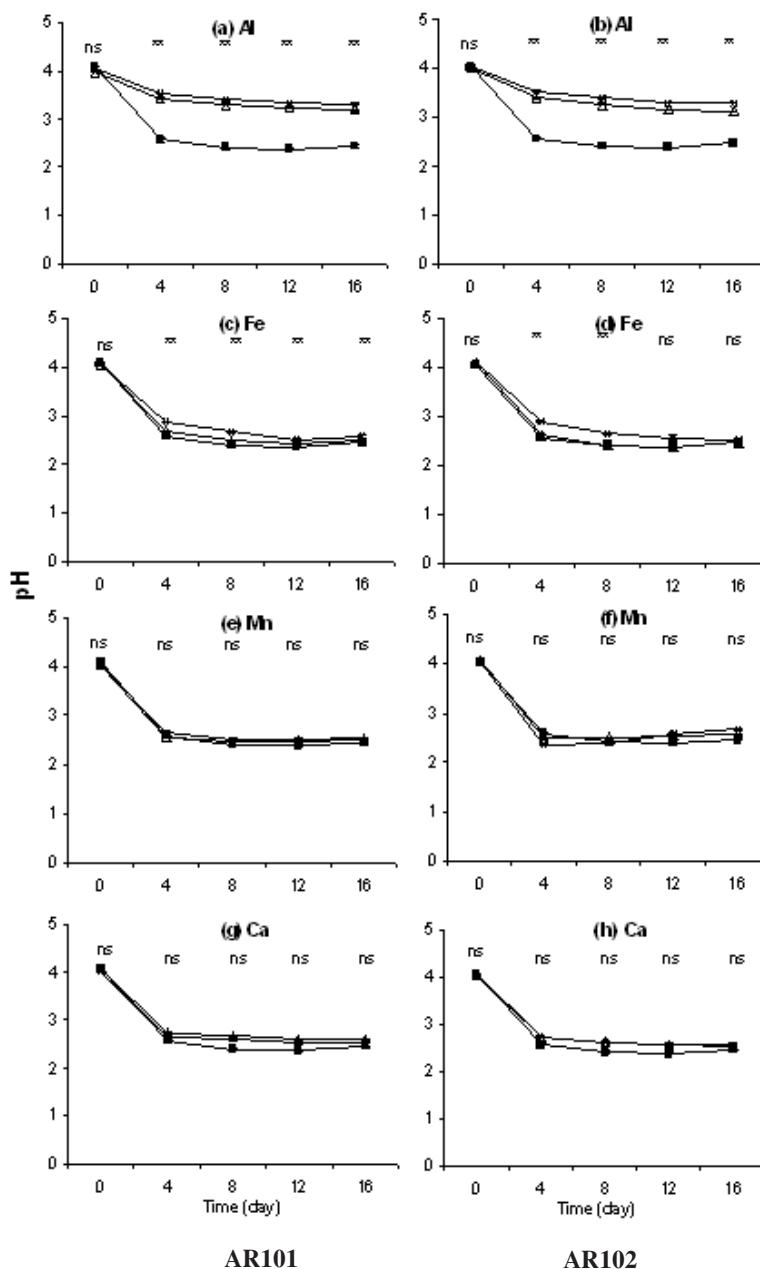 (a) Al
5
4
3
2
1
0
ns ** ** ** **
0 4 8 12 16
(b) Al
5
4
3
2
1
0
ns ** ** ** **
0 4 8 12 16
(c) Fe
5
4
3
2
1
0
ns ** ** ** **
0 4 8 12 16
(d) Fe
5
4
3
2
1
0
ns ** ** ns ns
0 4 8 12 16
pH
(e) Mn
5
4
3
2
1
0
ns ns ns ns ns
0 4 8 12 16
(f) Mn
5
4
3
2
1
0
ns ns ns ns ns
0 4 8 12 16
(g) Ca
5
4
3
2
1
0
ns ns ns ns ns
0 4 8 12 16
Time (day)
(h) Ca
5
4
3
2
1
0
ns ns ns ns ns
0 4 8 12 16
Time (day)
AR101
AR102